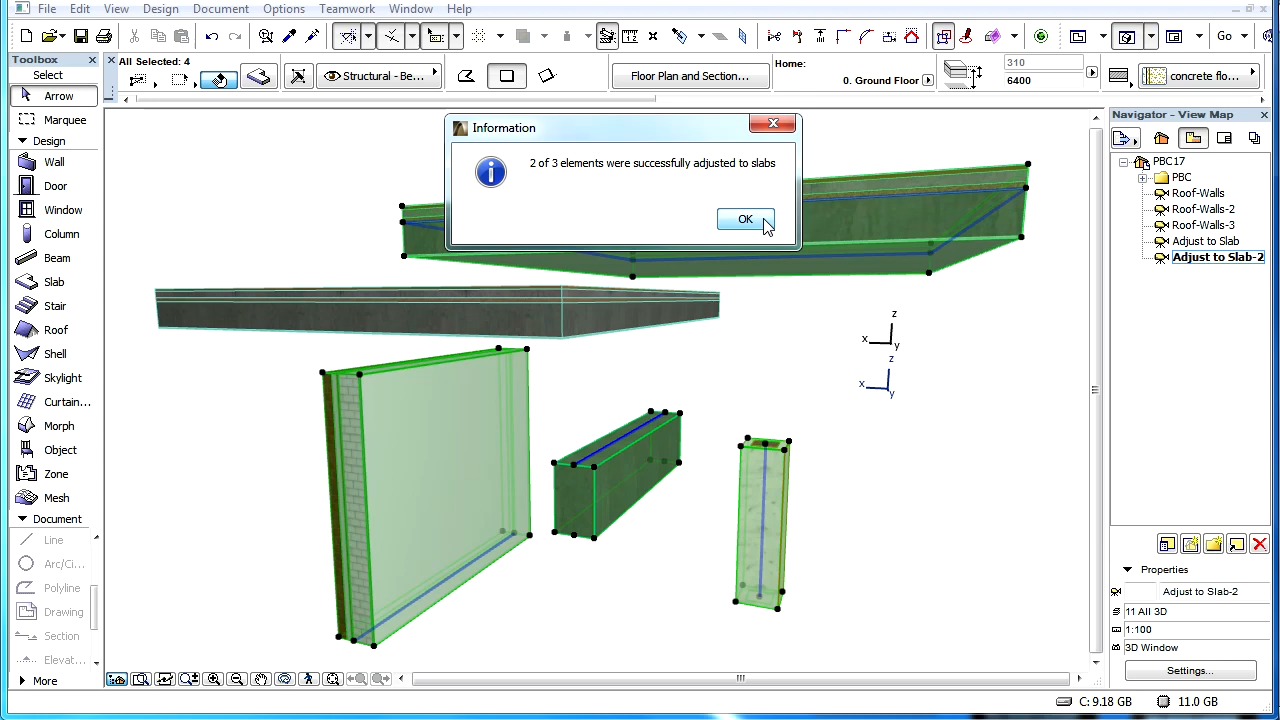 File Edit View Design Document Options Teamwork Window Help
Go
Toolbox
Select
Arrow
Marquee
Design
Wall
Door
Window
Column
Beam
Slab
Stair
Roof
Shell
Skylight
Curtain...
Morph
Object
Zone
Mesh
Document
Line
Arc/Ci...
Polyline
Drawing
Section
Elevat...
More
All Selected: 4
Structural - Be...
Floor Plan and Section...
Home:
0. Ground Floor
310
6400
concrete flo...
Information
2 of 3 elements were successfully adjusted to slabs
OK
z
x
y
z
x
y
Navigator - View Map
PBC17
PBC
Roof-Walls
Roof-Walls-2
Roof-Walls-3
Adjust to Slab
Adjust to Slab-2
Properties
Adjust to Slab-2
11 All 3D
1:100
3D Window
Settings...
C: 9.18 GB
11.0 GB